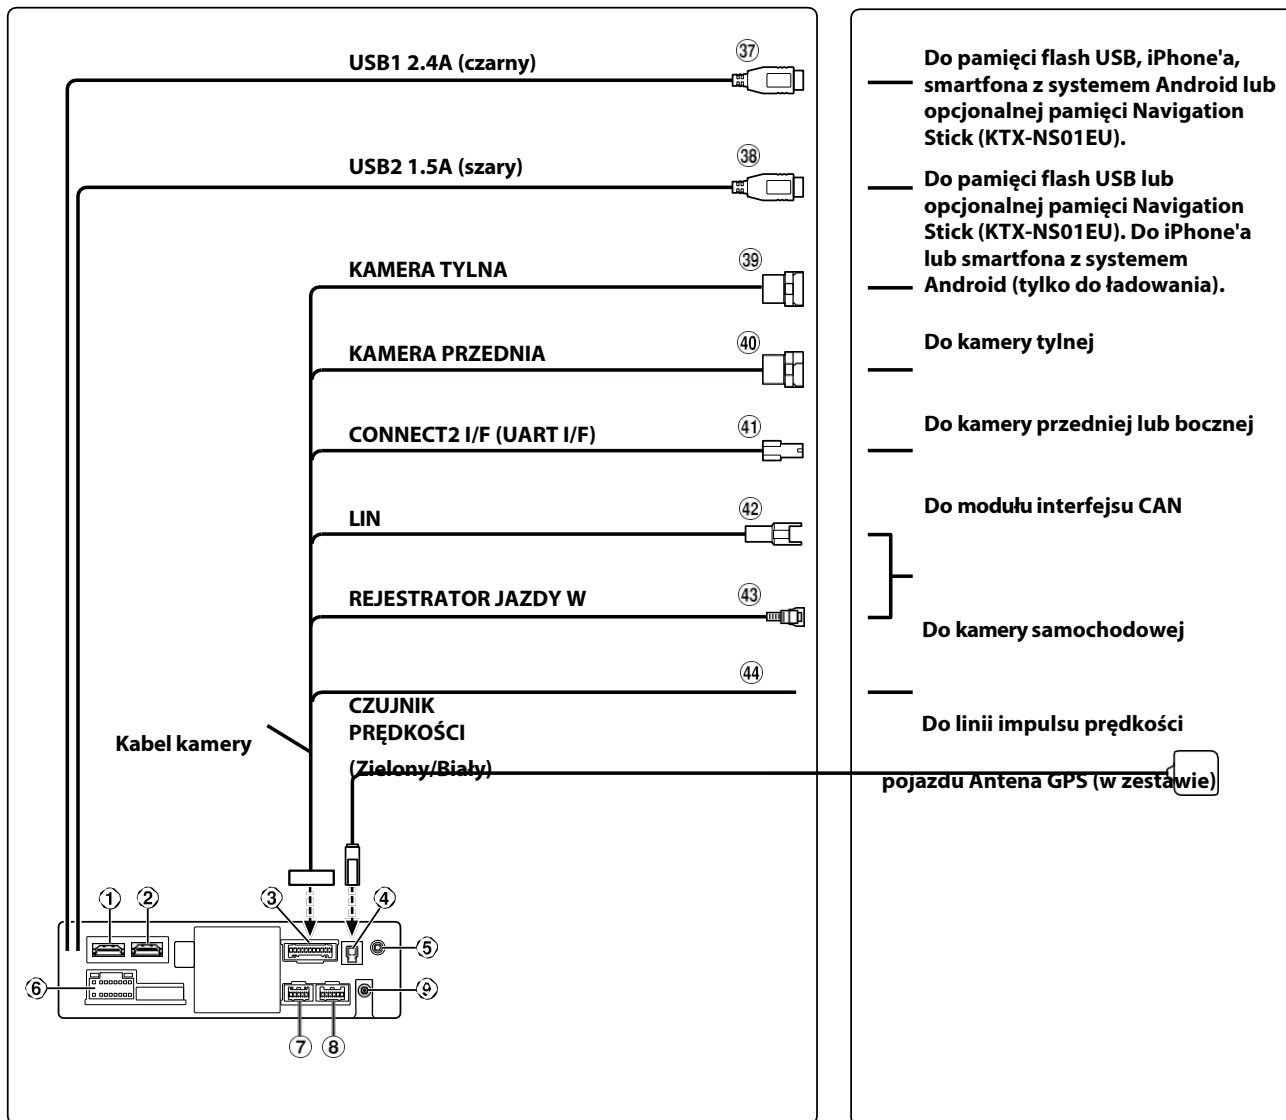 USB1 2.4A (czarny)
37
Do pamięci flash USB, iPhone'a,
smartfona z systemem Android lub
opcjonalnej pamięci Navigation
Stick (KTX-NS01EU).
USB2 1.5A (szary)
38
Do pamięci flash USB lub
opcjonalnej pamięci Navigation
Stick (KTX-NS01EU). Do iPhone'a
lub smartfona z systemem
Android (tylko do ładowania).
KAMERA TYLNA
39
Do kamery tylnej
KAMERA PRZEDNIA
40
Do kamery przedniej lub bocznej
CONNECT2 I/F (UART I/F)
41
Do modułu interfejsu CAN
LIN
42
REJESTRATOR JAZDY W
43
Do kamery samochodowej
44
CZUJNIK
PRĘDKOŚCI
(Zielony/Biały)
Do linii impulsu prędkości
pojazdu Antena GPS (w zestawie)
Kabel kamery
1
2
3
4
5
6
7
8
9